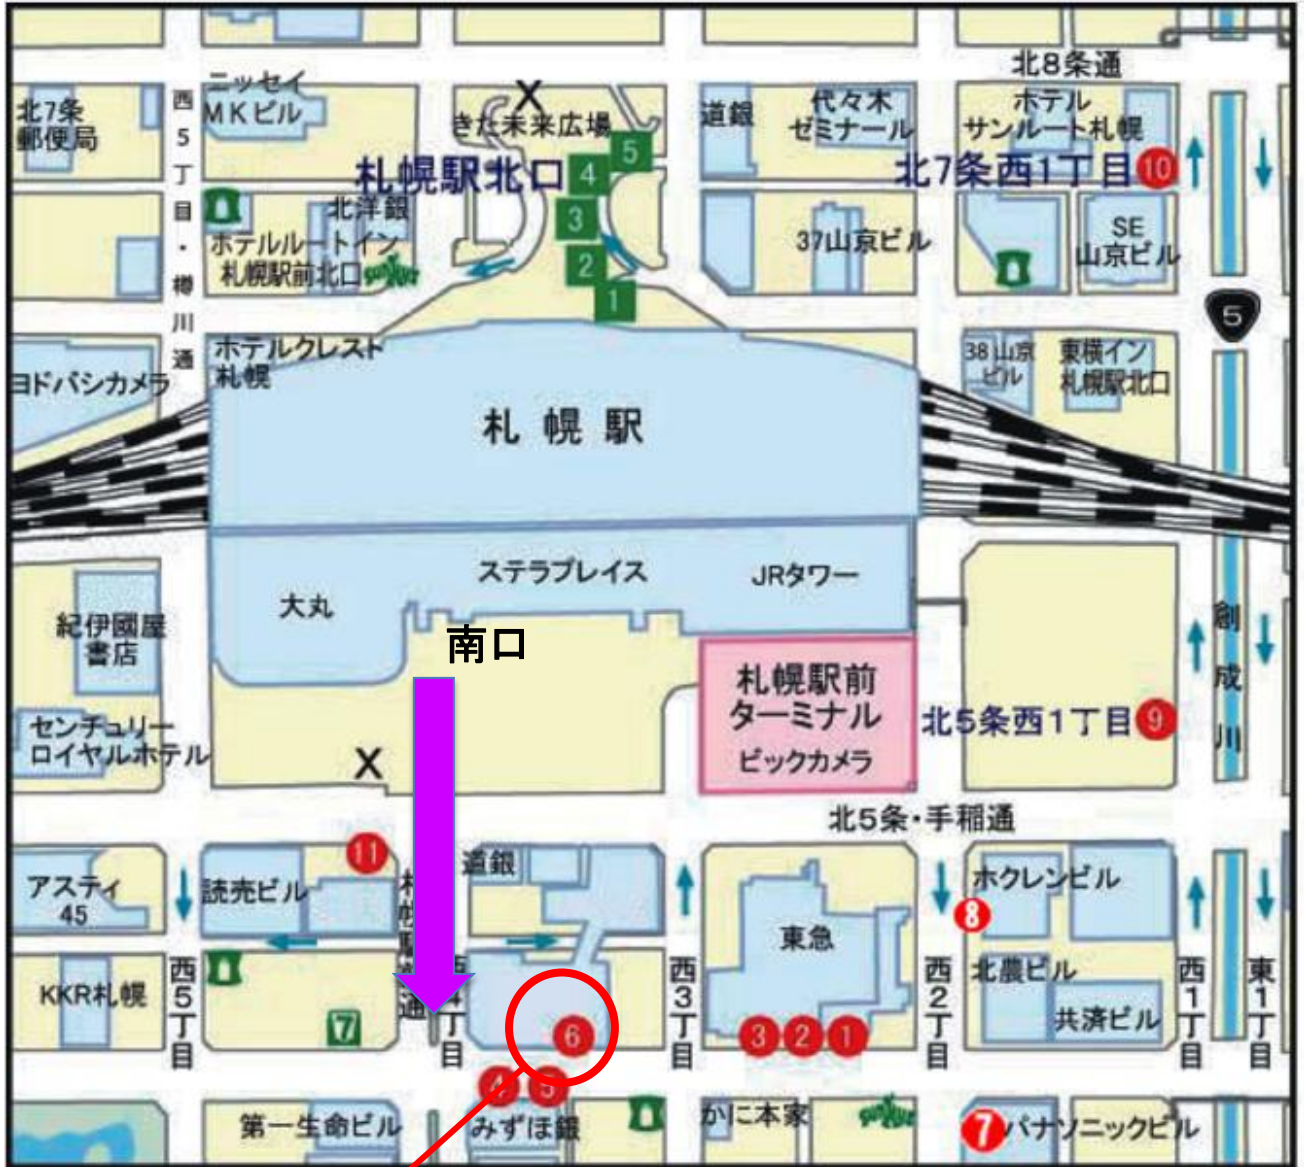 北8条通
北7条
郵便局
西5丁目・樽川通
ニッセイ
MKビル
X
きた未来広場
道銀
代々木
ゼミナール
ホテル
サンルート札幌
札幌駅北口
5
4
3
2
1
北7条西1丁目
10
北洋銀
ホテルルートイン
札幌駅前北口
37山京ビル
SE
山京ビル
5
ヨドバシカメラ
ホテルクレスト
札幌
38山京
ビル
東横イン
札幌駅北口
札幌駅
大丸
ステラプレイス
JRタワー
南口
紀伊國屋
書店
センチュリー
ロイヤルホテル
X
札幌駅前
ターミナル
ビックカメラ
北5条西1丁目
9
創成川
北5条・手稲通
アスティ
45
読売ビル
11
道銀
東急
ホクレンビル
8
北農ビル
共済ビル
KKR札幌
西5丁目
7
通
丁目
6
西3丁目
3
2
1
西2丁目
西1丁目
東1丁目
4
5
第一生命ビル
みずほ銀
かに本家
7
パナソニックビル